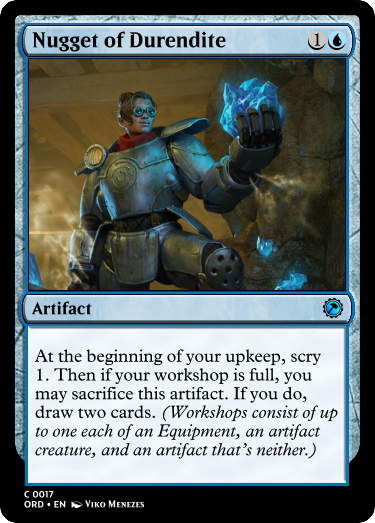 Nugget of Durendite 1
Artifact
At the beginning of your upkeep, scry
1. Then if your workshop is full, you
may sacrifice this artifact. If you do,
draw two cards. (Workshops consist of up
to one each of an Equipment, an artifact
creature, and an artifact that's neither.)
C 0017
ORD • EN Viko Menezes